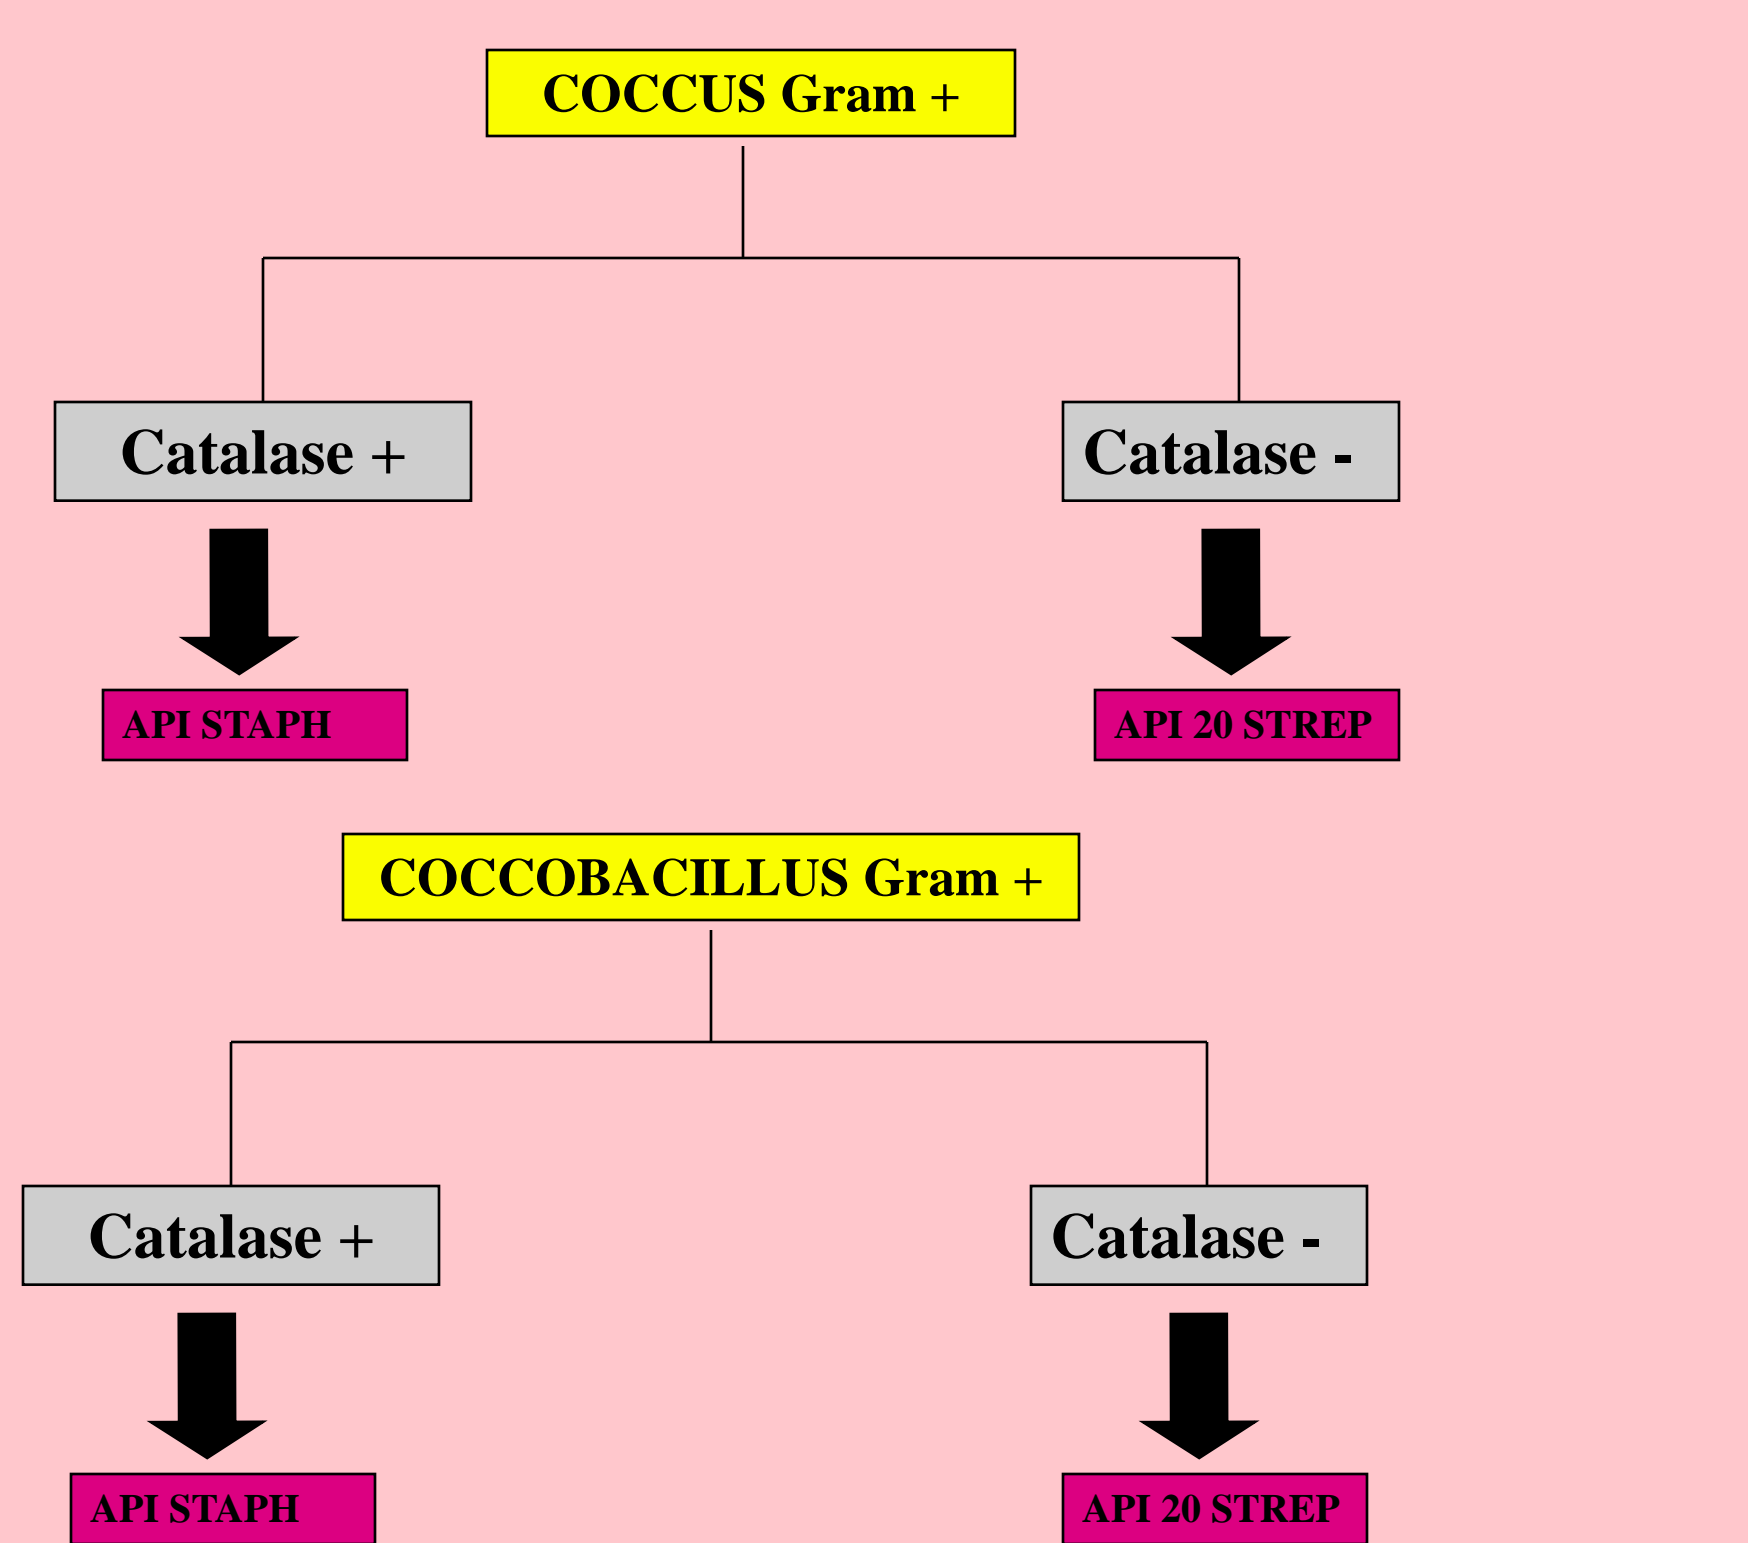 COCCUS Gram +
Catalase +
Catalase -
API STAPH
API 20 STREP
COCCOBACILLUS Gram +
Catalase +
Catalase -
API STAPH
API 20 STREP